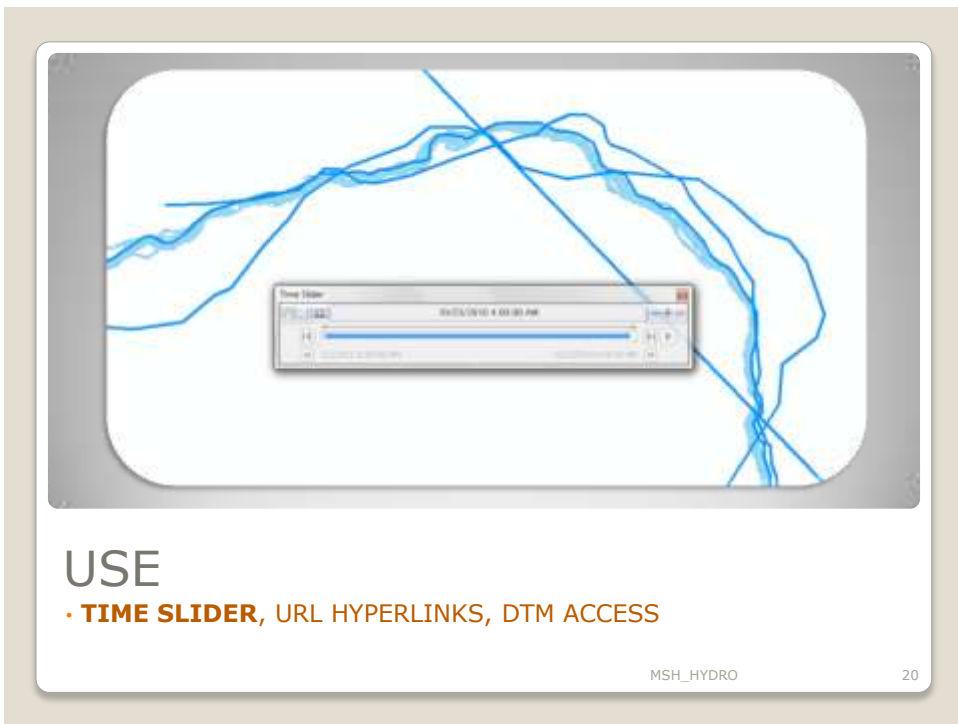 Time Slider
USE
• TIME SLIDER, URL HYPERLINKS, DTM ACCESS
MSH_HYDRO
20